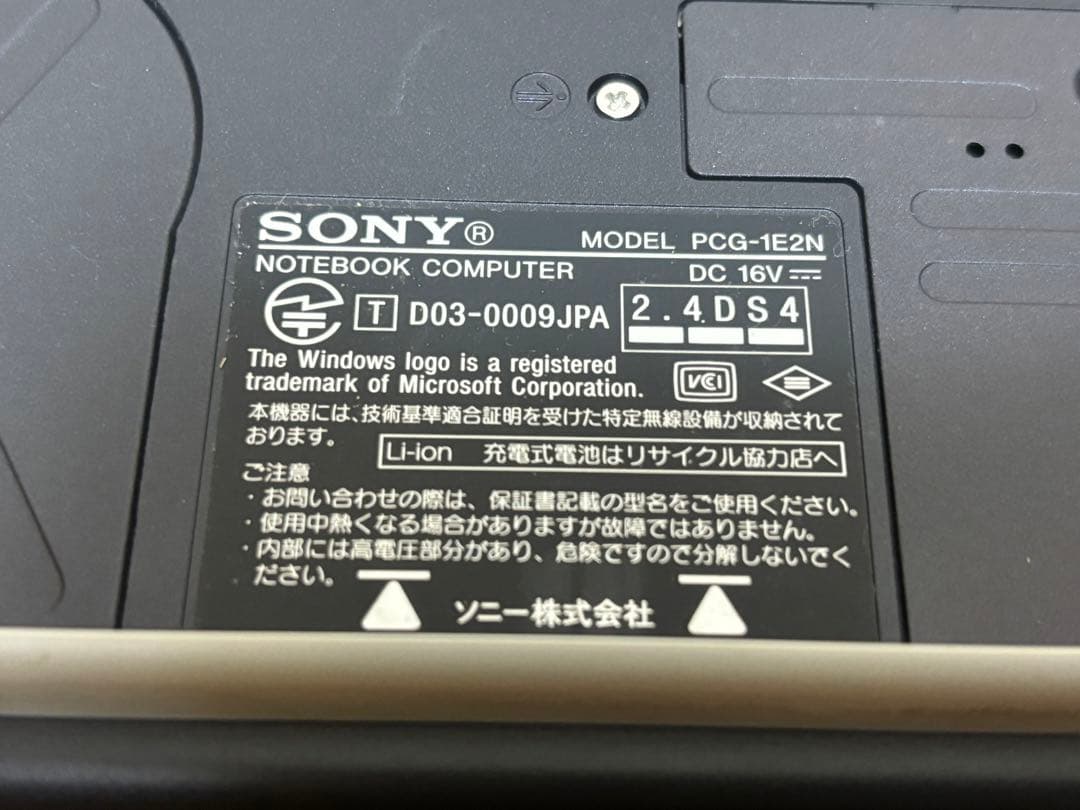 SONY®
MODEL PCG-1E2N
NOTEBOOK COMPUTER
DC 16V
T D03-0009JPA
2.4DS4
The Windows logo is a registered
trademark of Microsoft Corporation.
VCI
本機器には、技術基準適合証明を受けた特定無線設備が収納されて
おります。
Li-ion 充電式電池はリサイクル協力店へ
ご注意
・お問い合わせの際は、保証書記載の型名をご使用ください。
・使用中熱くなる場合がありますが故障ではありません。
・内部には高電圧部分があり、危険ですので分解しないでく
ださい。
ソニー株式会社